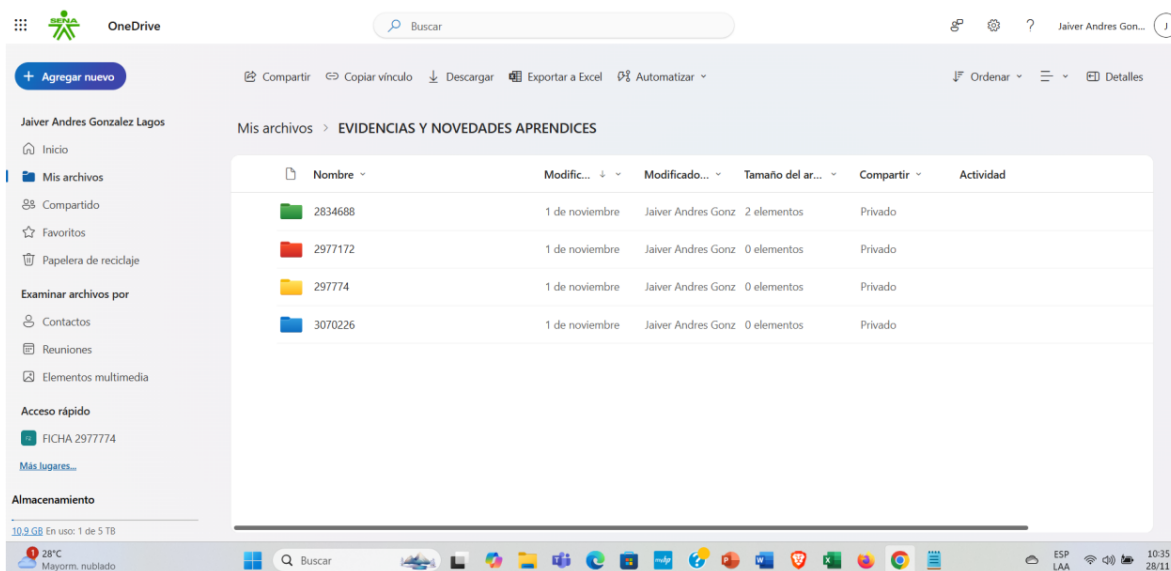 SENA
OneDrive
Buscar
Jaiver Andres Gon...
J
Agregar nuevo
Compartir
Copiar vínculo
Descargar
Exportar a Excel
Automatizar
Ordenar
Detalles
Jaiver Andres Gonzalez Lagos
Inicio
Mis archivos
Compartido
Favoritos
Papelera de reciclaje
Examinar archivos por
Contactos
Reuniones
Elementos multimedia
Acceso rápido
FICHA 2977774
Más lugares...
Almacenamiento
10,9 GB En uso: 1 de 5 TB
Mis archivos > EVIDENCIAS Y NOVEDADES APRENDICES
Nombre Modific... Modificado... Tamaño del ar... Compartir Actividad
2834688 1 de noviembre Jaiver Andres Gonz 2 elementos Privado
2977172 1 de noviembre Jaiver Andres Gonz 0 elementos Privado
297774 1 de noviembre Jaiver Andres Gonz 0 elementos Privado
3070226 1 de noviembre Jaiver Andres Gonz 0 elementos Privado
1
28°C
Mayorm. nublado
Buscar
ESP
LAA
10:35
28/11